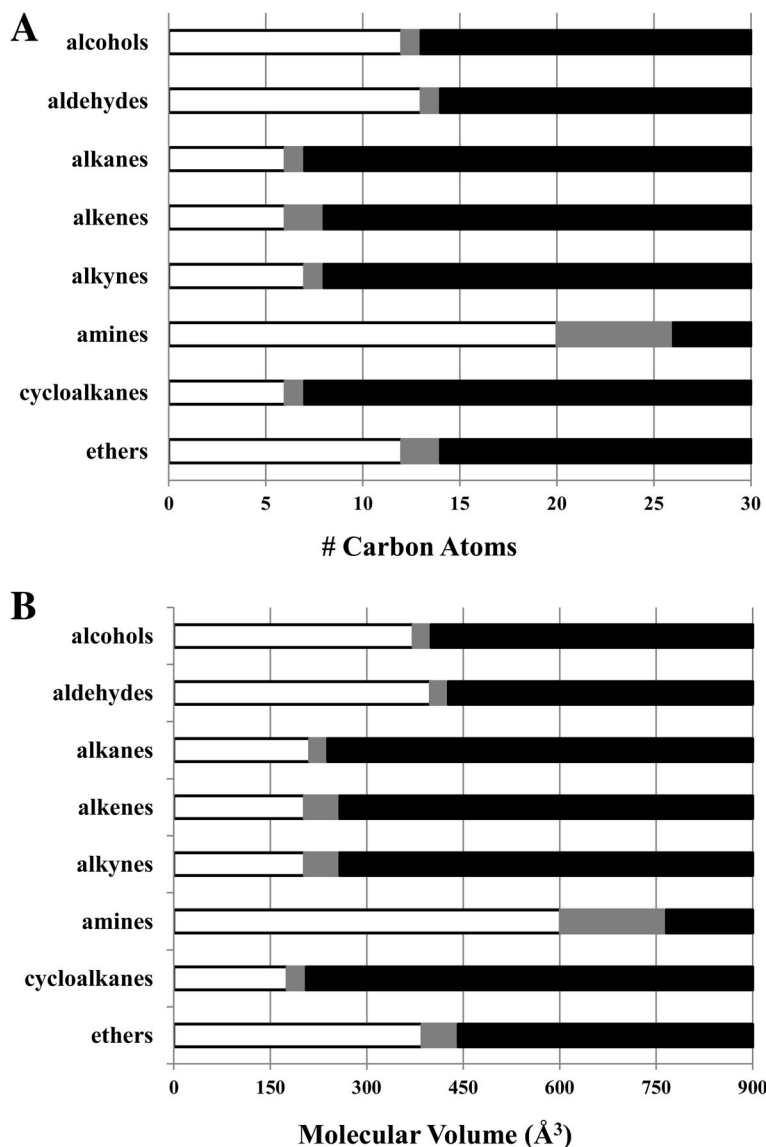 A
alcohols
aldehydes
alkanes
alkenes
alkynes
amines
cycloalkanes
ethers
0 5 10 15 20 25 30
# Carbon Atoms
B
alcohols
aldehydes
alkanes
alkenes
alkynes
amines
cycloalkanes
ethers
0 150 300 450 600 750 900
Molecular Volume (Å³)